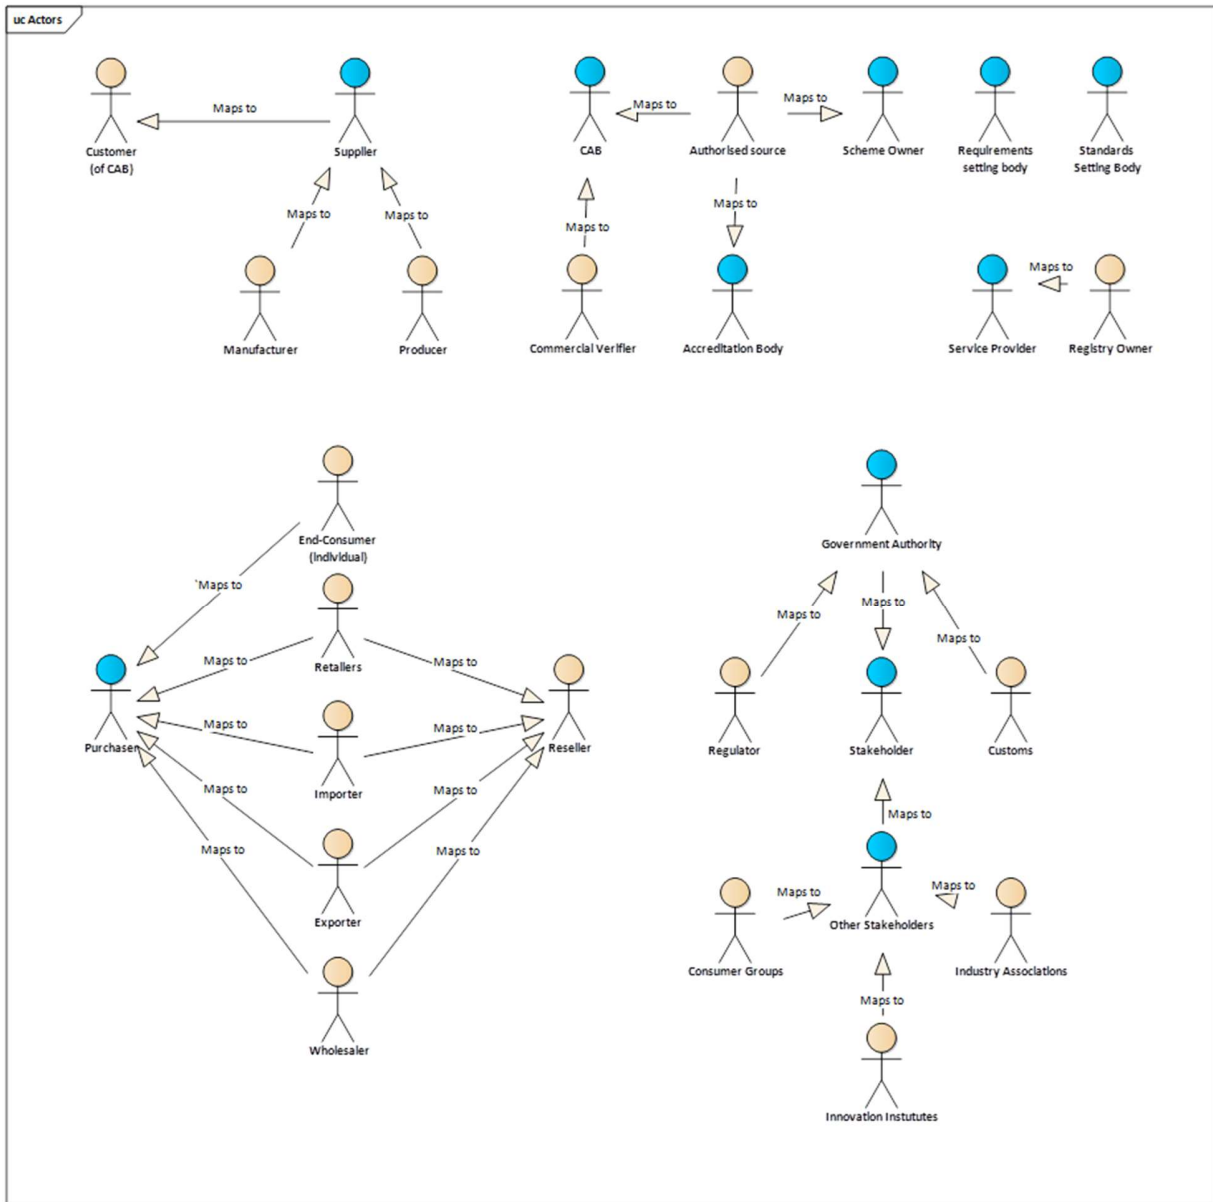 uc Actors
Maps to
Maps to
Maps to
Customer
(of CAB)
Supplier
CAB
Authorised source
Scheme Owner
Requirements
setting body
Standards
Setting Body
Maps to
Maps to
Maps to
Maps to
Maps to
Manufacturer
Producer
Commercial Verifier
Accreditation Body
Service Provider
Registry Owner
End-Consumer
(individual)
Government Authority
`Maps to
Maps to
Maps to
Maps to
Maps to
Maps to
Retailers
Maps to
Maps to
Purchaser
Reseller
Regulator
Stakeholder
Customs
Maps to
Maps to
Importer
Maps to
Maps to
Maps to
Maps to
Maps to
Exporter
Other Stakeholders
Consumer Groups
Industry Associations
Maps to
Wholesaler
Innovation Instututes